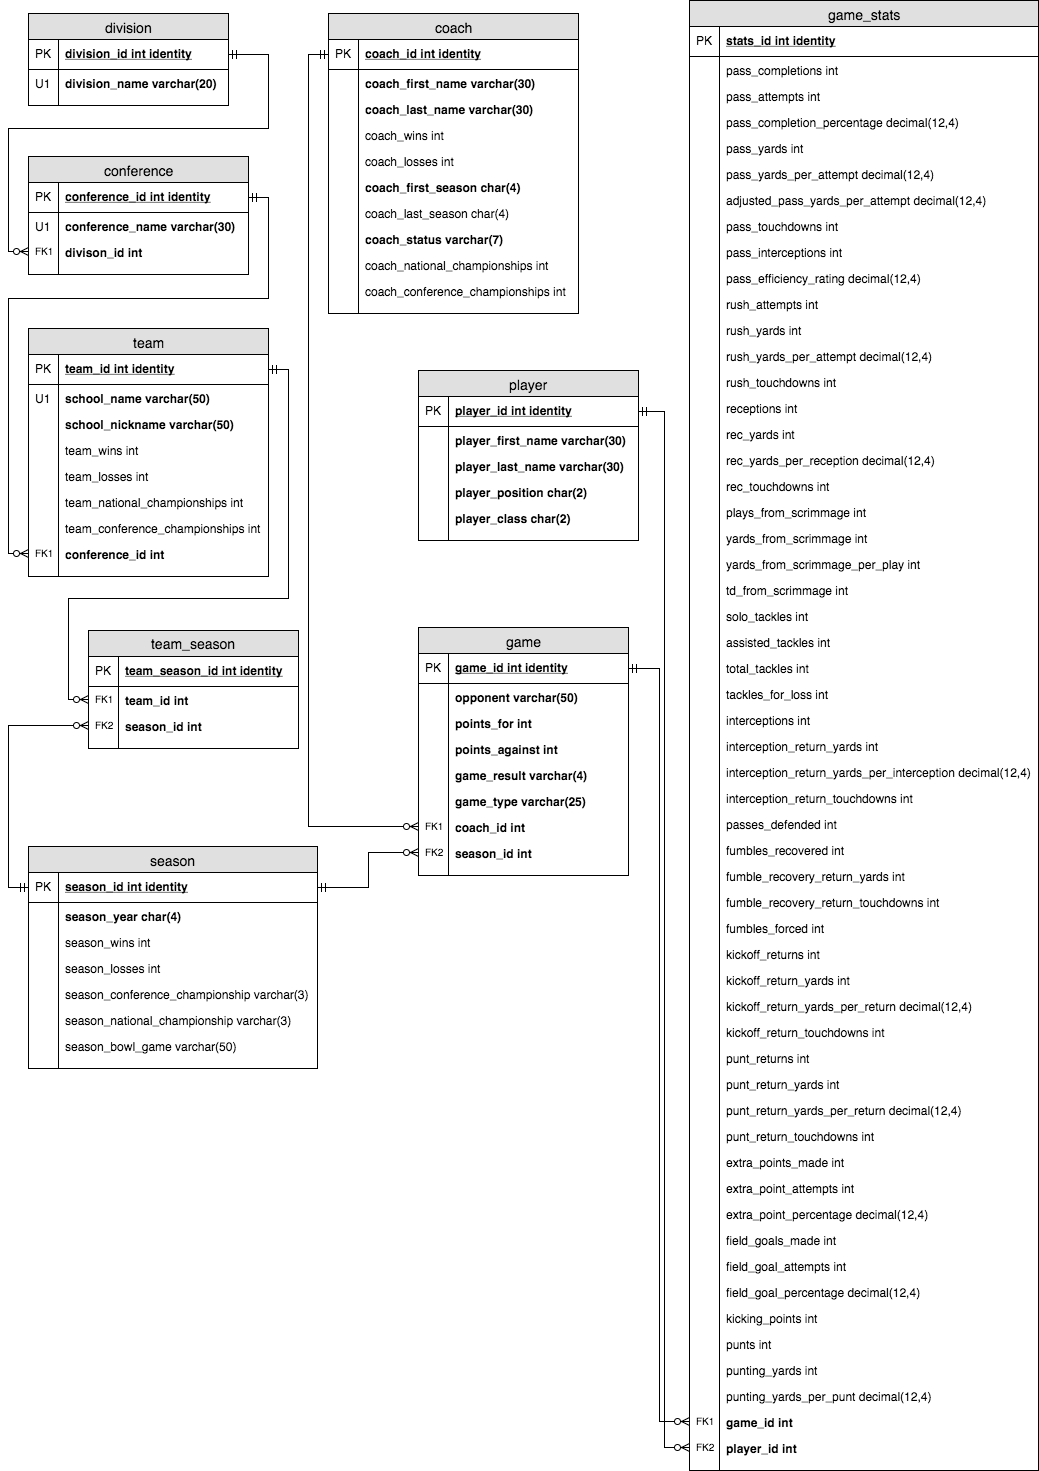 division
PK division_id int identity
U1 division_name varchar(20)
conference
PK conference_id int identity
U1 conference_name varchar(30)
FK1 divison_id int
team
PK team_id int identity
U1 school_name varchar(50)
school_nickname varchar(50)
team_wins int
team_losses int
team_national_championships int
team_conference_championships int
FK1 conference_id int
team_season
PK team_season_id int identity
FK1 team_id int
FK2 season_id int
season
PK season_id int identity
season_year char(4)
season_wins int
season_losses int
season_conference_championship varchar(3)
season_national_championship varchar(3)
season_bowl_game varchar(50)
coach
PK coach_id int identity
coach_first_name varchar(30)
coach_last_name varchar(30)
coach_wins int
coach_losses int
coach_first_season char(4)
coach_last_season char(4)
coach_status varchar(7)
coach_national_championships int
coach_conference_championships int
player
PK player_id int identity
player_first_name varchar(30)
player_last_name varchar(30)
player_position char(2)
player_class char(2)
game
PK game_id int identity
opponent varchar(50)
points_for int
points_against int
game_result varchar(4)
game_type varchar(25)
FK1 coach_id int
FK2 season_id int
game_stats
PK stats_id int identity
pass_completions int
pass_attempts int
pass_completion_percentage decimal(12,4)
pass_yards int
pass_yards_per_attempt decimal(12,4)
adjusted_pass_yards_per_attempt decimal(12,4)
pass_touchdowns int
pass_interceptions int
pass_efficiency_rating decimal(12,4)
rush_attempts int
rush_yards int
rush_yards_per_attempt decimal(12,4)
rush_touchdowns int
receptions int
rec_yards int
rec_yards_per_reception decimal(12,4)
rec_touchdowns int
plays_from_scrimmage int
yards_from_scrimmage int
yards_from_scrimmage_per_play int
td_from_scrimmage int
solo_tackles int
assisted_tackles int
total_tackles int
tackles_for_loss int
interceptions int
interception_return_yards int
interception_return_yards_per_interception decimal(12,4)
interception_return_touchdowns int
passes_defended int
fumbles_recovered int
fumble_recovery_return_yards int
fumble_recovery_return_touchdowns int
fumbles_forced int
kickoff_returns int
kickoff_return_yards int
kickoff_return_yards_per_return decimal(12,4)
kickoff_return_touchdowns int
punt_returns int
punt_return_yards int
punt_return_yards_per_return decimal(12,4)
punt_return_touchdowns int
extra_points_made int
extra_point_attempts int
extra_point_percentage decimal(12,4)
field_goals_made int
field_goal_attempts int
field_goal_percentage decimal(12,4)
kicking_points int
punts int
punting_yards int
punting_yards_per_punt decimal(12,4)
FK1 game_id int
FK2 player_id int